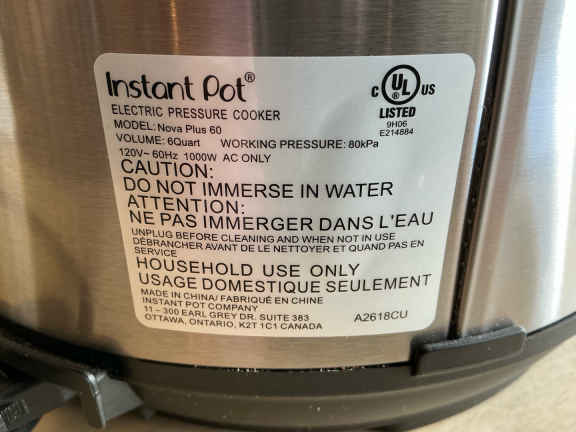 Instant Pot®
ELECTRIC PRESSURE COOKER
MODEL: Nova Plus 60
VOLUME: 6Quart WORKING PRESSURE: 80kPa
120V~ 60Hz 1000W AC ONLY
C UL® US
LISTED
9H06
E214884
CAUTION:
DO NOT IMMERSE IN WATER
ATTENTION:
NE PAS IMMERGER DANS L'EAU
UNPLUG BEFORE CLEANING AND WHEN NOT IN USE
DÉBRANCHER AVANT DE LE NETTOYER ET QUAND PAS EN
SERVICE
HOUSEHOLD USE ONLY
USAGE DOMESTIQUE SEULEMENT
MADE IN CHINA/ FABRIQUÉ EN CHINE
INSTANT POT COMPANY
11 – 300 EARL GREY DR. SUITE 383
OTTAWA, ONTARIO, K2T 1C1 CANADA
A2618CU